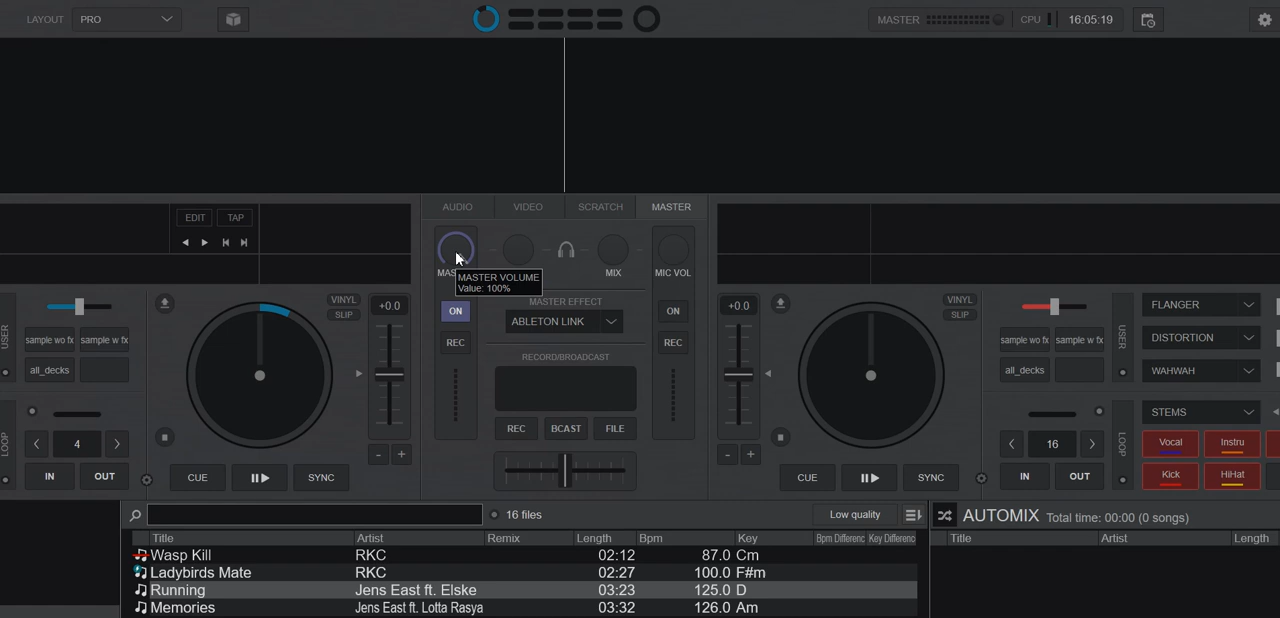 LAYOUT PRO MASTER CPU 16:05:19
AUDIO VIDEO SCRATCH MASTER
EDIT TAP
MIX MIC VOL
MASTER VOLUME
Value: 100%
VINYL
SLIP
+0.0
ON
MASTER EFFECT
ABLETON LINK
ON
+0.0
VINYL
SLIP
FLANGER
USER
sample wo fx sample w fx
all_decks
REC
RECORD/BROADCAST
REC
sample wo fx sample w fx
all_decks
USER
DISTORTION
WAHWAH
LOOP
4
IN OUT
REC BCAST FILE
16
IN OUT
LOOP
STEMS
Vocal Instru
Kick HiHat
- +
- +
CUE SYNC
CUE SYNC
16 files Low quality
AUTOMIX Total time: 00:00 (0 songs)
Title Artist Remix Length Bpm Key Bpm Differenc Key Differenc
Title Artist Length
Wasp Kill RKC 02:12 87.0 Cm
Ladybirds Mate RKC 02:27 100.0 F#m
Running Jens East ft. Elske 03:23 125.0 D
Memories Jens East ft. Lotta Rasya 03:32 126.0 Am